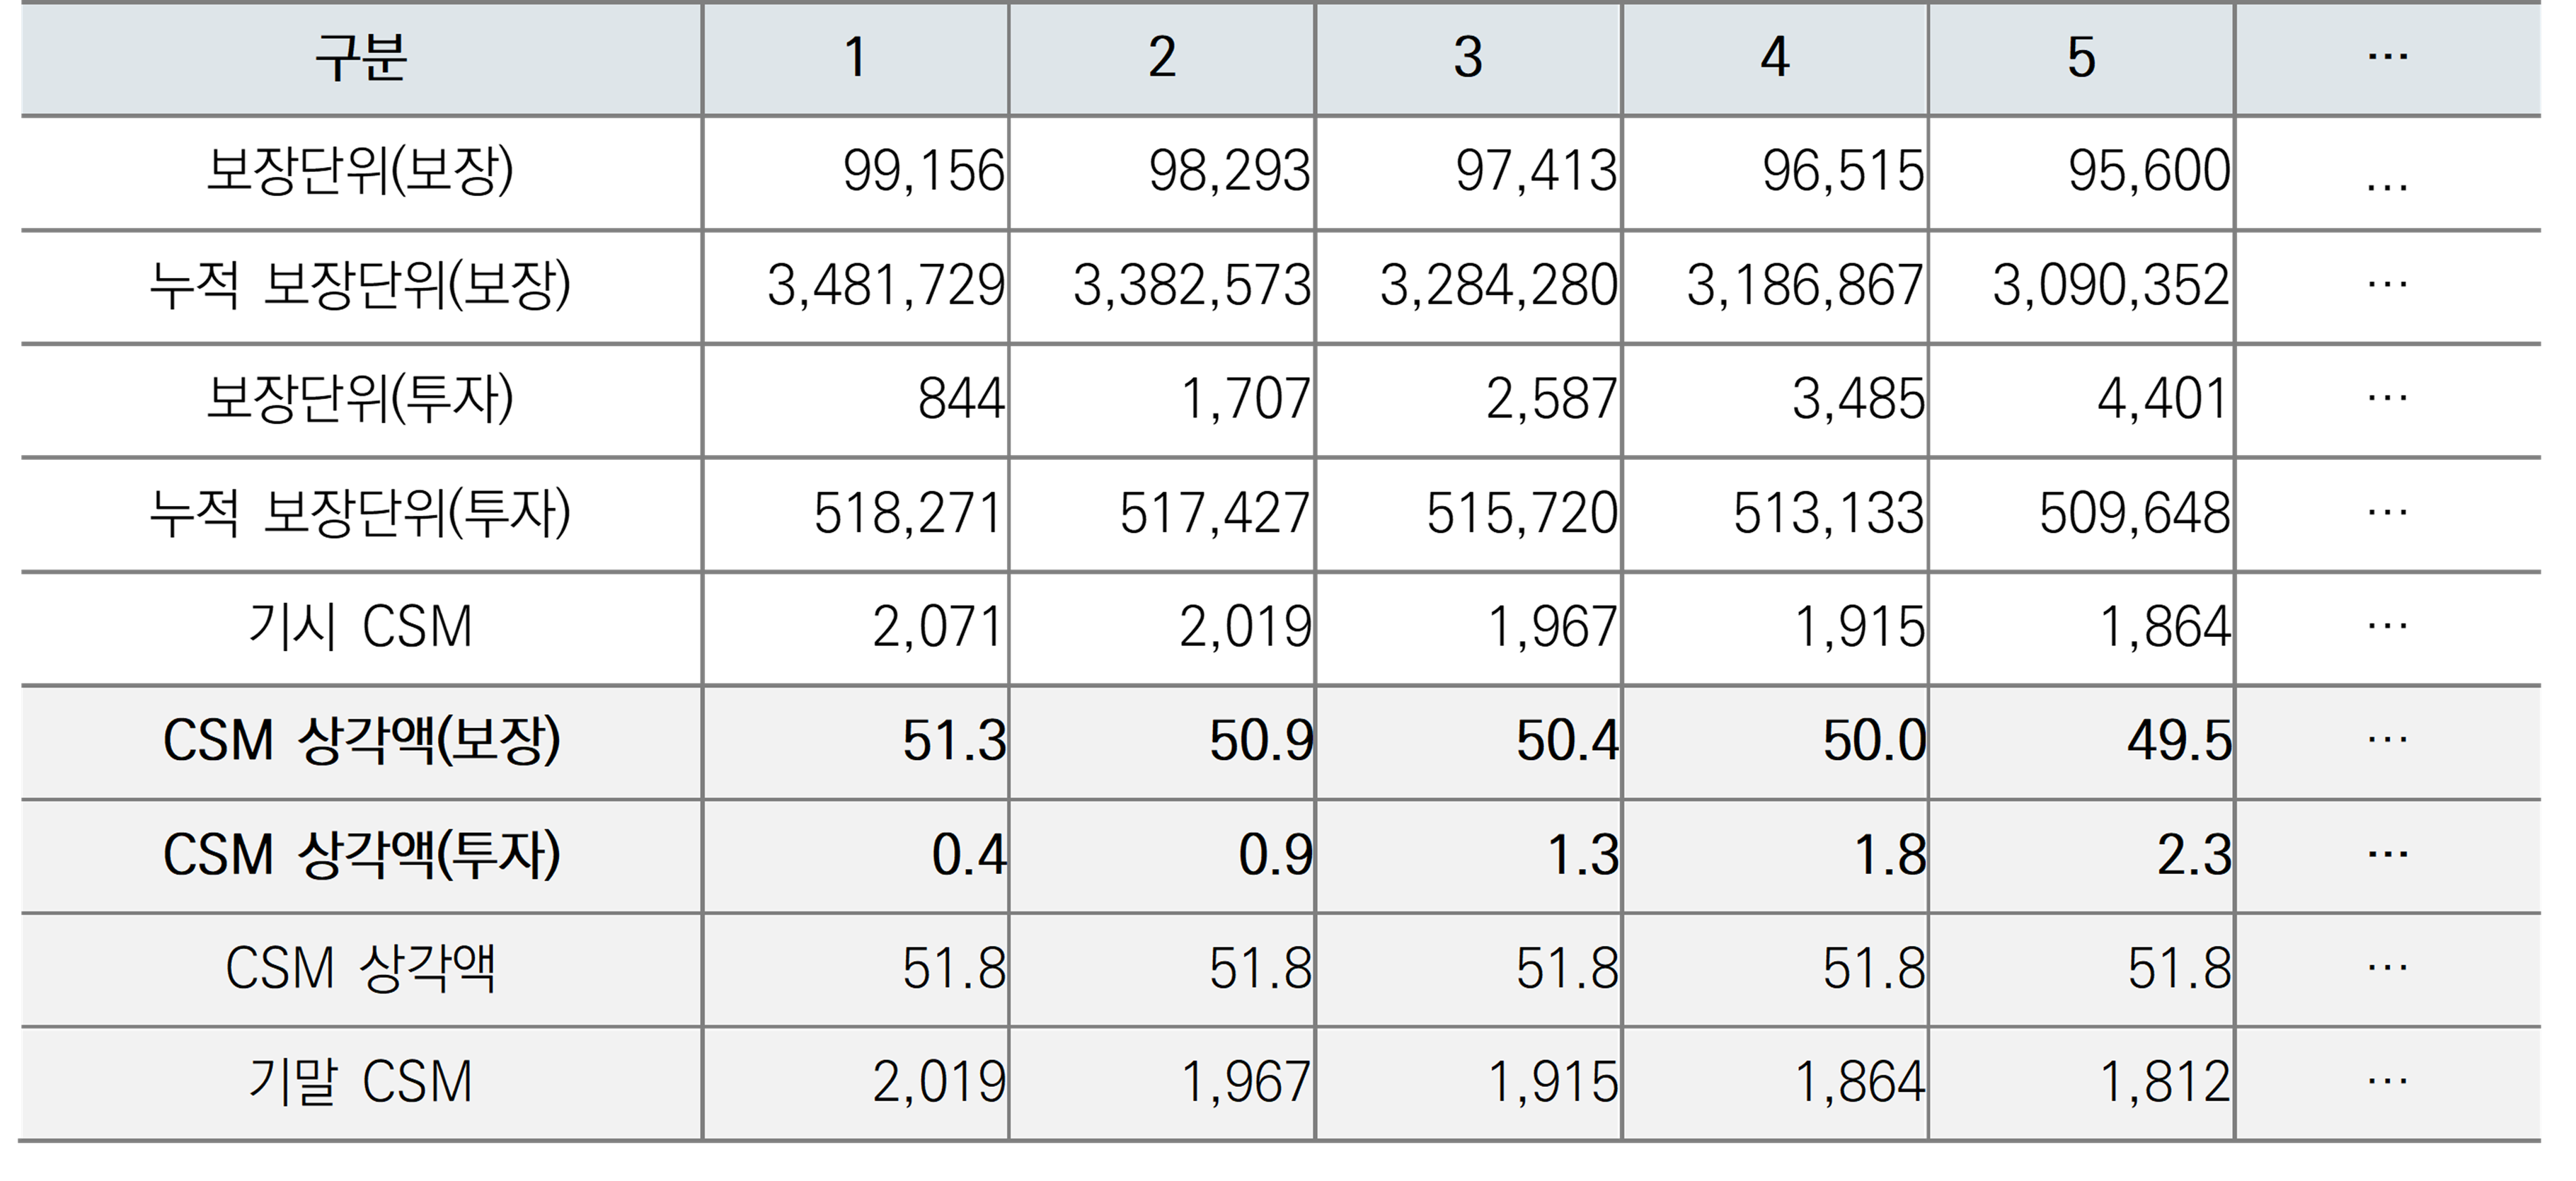 구분 1 2 3 4 5 …
보장단위(보장) 99,156 98,293 97,413 96,515 95,600 ...
누적 보장단위(보장) 3,481,729 3,382,573 3,284,280 3,186,867 3,090,352 …
보장단위(투자) 844 1,707 2,587 3,485 4,401 …
누적 보장단위(투자) 518,271 517,427 515,720 513,133 509,648 …
기시 CSM 2,071 2,019 1,967 1,915 1,864 …
CSM 상각액(보장) 51.3 50.9 50.4 50.0 49.5 …
CSM 상각액(투자) 0.4 0.9 1.3 1.8 2.3 …
CSM 상각액 51.8 51.8 51.8 51.8 51.8 …
기말 CSM 2,019 1,967 1,915 1,864 1,812 …